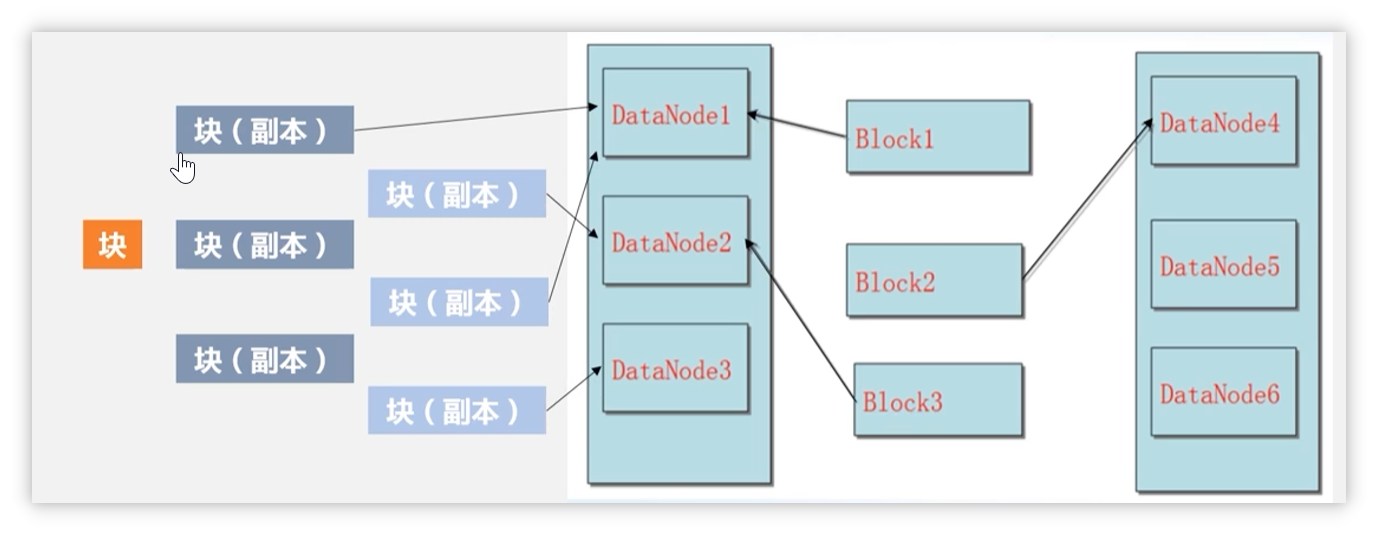 块（副本）
块（副本）
块
块（副本）
块（副本）
块（副本）
块（副本）
DataNode1
DataNode2
DataNode3
Block1
Block2
Block3
DataNode4
DataNode5
DataNode6